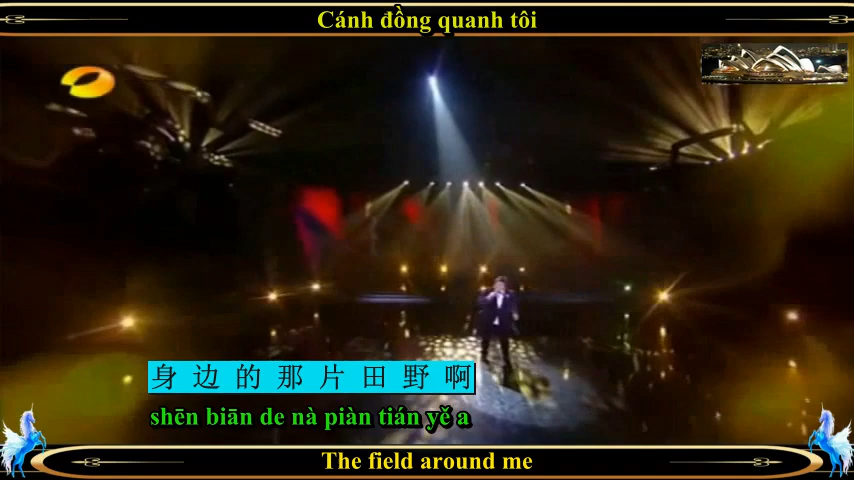 Cánh đồng quanh tôi
身边的那片田野啊
shēn biān de nà piàn tián yě a
The field around me